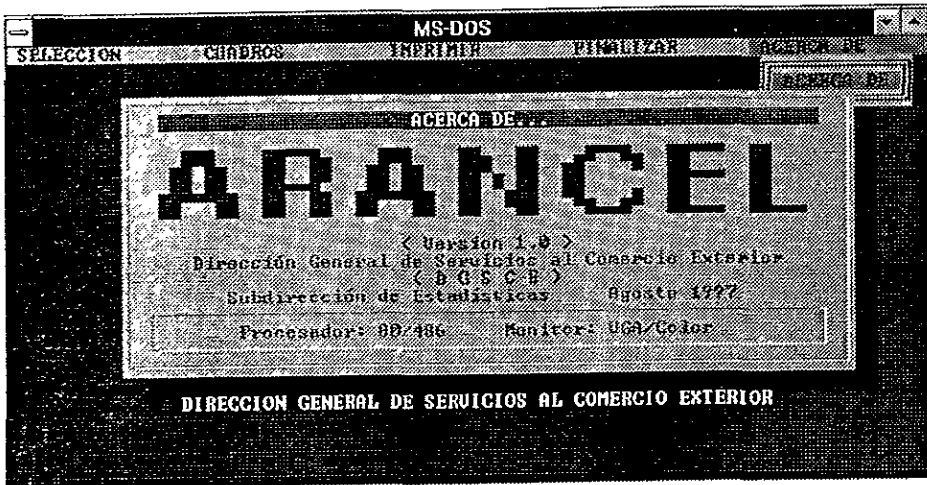 MS-DOS
SELECCION CUADROS IMPRIMIR FINALIZAR ACERCA DE
ACERCA DE
ACERCA DE...
ARANCEL
< Version 1.0 >
Dirección General de Servicios al Comercio Exterior
Subdirección de Estadísticas Agosto 1997
Procesador: 80/486 Monitor: VGA/Color
DIRECCION GENERAL DE SERVICIOS AL COMERCIO EXTERIOR